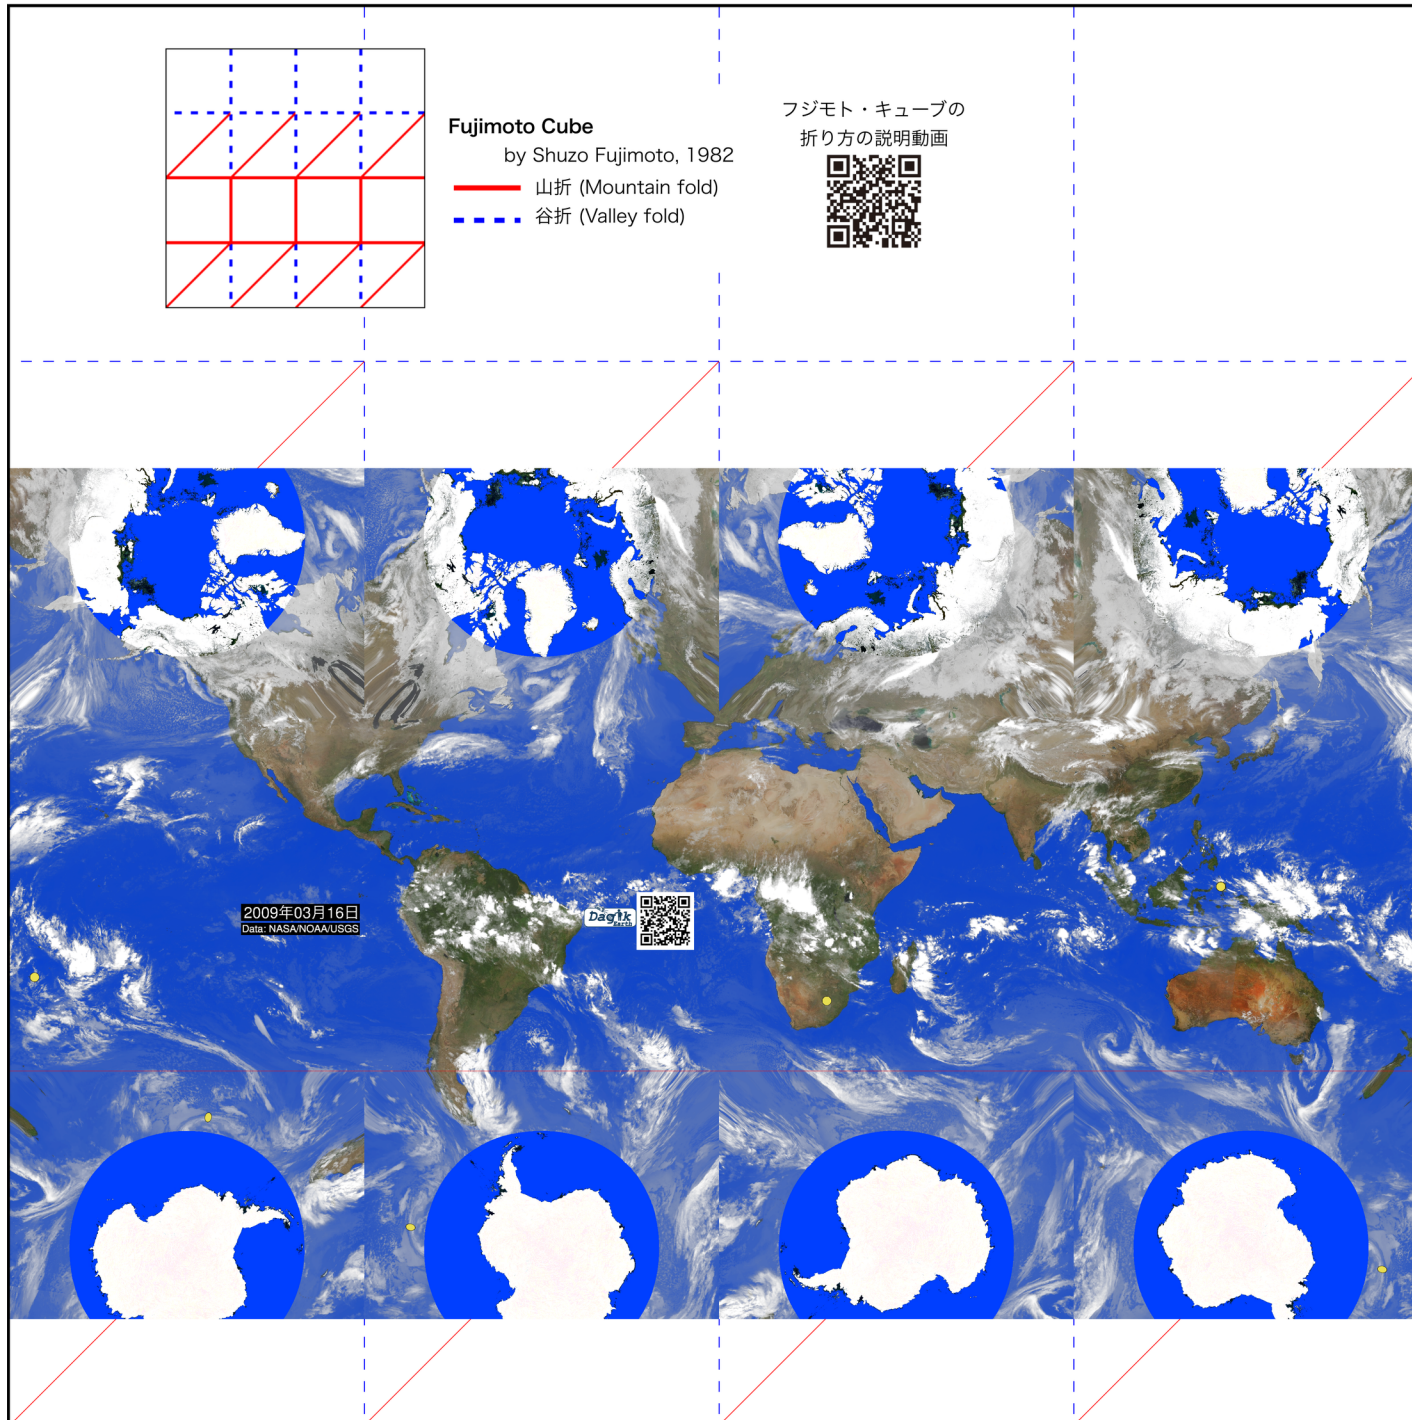 Fujimoto Cube
by Shuzo Fujimoto, 1982
山折 (Mountain fold)
谷折 (Valley fold)
フジモト・キューブの
折り方の説明動画
2009年03月16日
Data: NASA/NOAA/USGS
Dagik
Earth